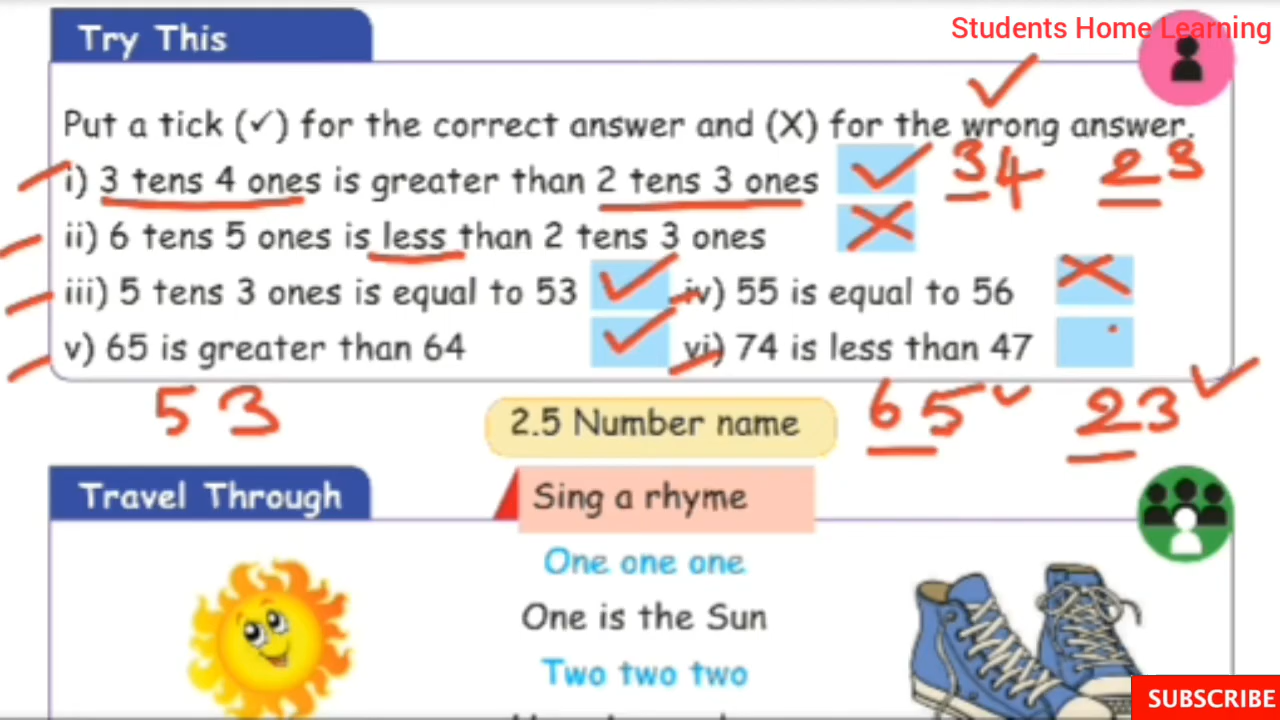 Students Home Learning
Try This
Put a tick (✓) for the correct answer and (X) for the wrong answer.
i) 3 tens 4 ones is greater than 2 tens 3 ones ✓ 34 23
ii) 6 tens 5 ones is less than 2 tens 3 ones X
iii) 5 tens 3 ones is equal to 53 ✓ iv) 55 is equal to 56 X
v) 65 is greater than 64 ✓ vi) 74 is less than 47
53 65 23
2.5 Number name
Travel Through
Sing a rhyme
One one one
One is the Sun
Two two two
SUBSCRIBE